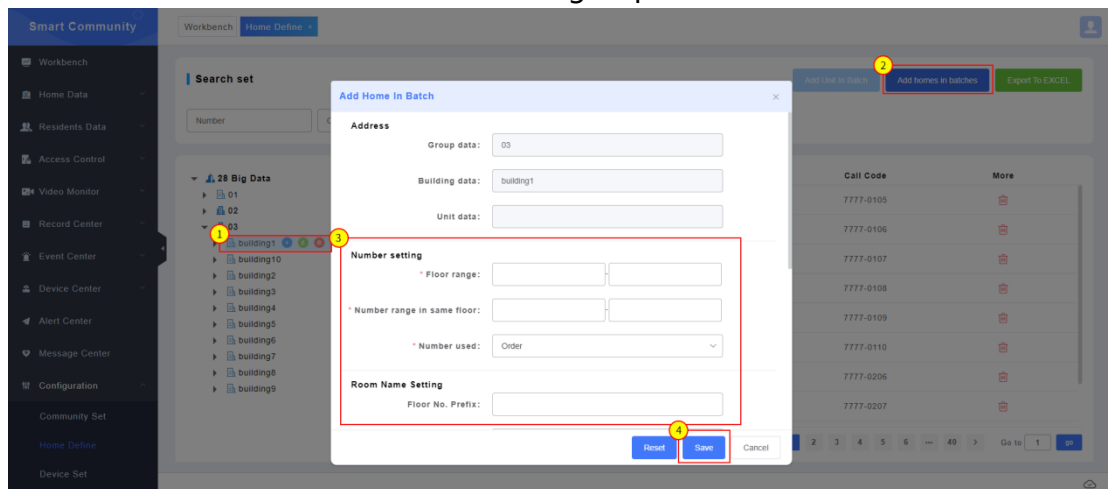 Smart Community
Workbench
Home Define ×
Workbench
Home Data
Residents Data
Access Control
Video Monitor
Record Center
Event Center
Device Center
Alert Center
Message Center
Configuration
Community Set
Home Define
Device Set
Search set
Add Unit In Batch
2
Add homes in batches
Export To EXCEL
Number
28 Big Data
01
02
03
1
building1
building10
building2
building3
building4
building5
building6
building7
building8
building9
Add Home In Batch ×
Address
Group data: 03
Building data: building1
Unit data:
3
Number setting
* Floor range: -
* Number range in same floor: -
* Number used: Order
Room Name Setting
Floor No. Prefix:
4
Reset Save Cancel
Call Code More
7777-0105
7777-0106
7777-0107
7777-0108
7777-0109
7777-0110
7777-0206
7777-0207
2 3 4 5 6 ••• 40 > Go to 1 go